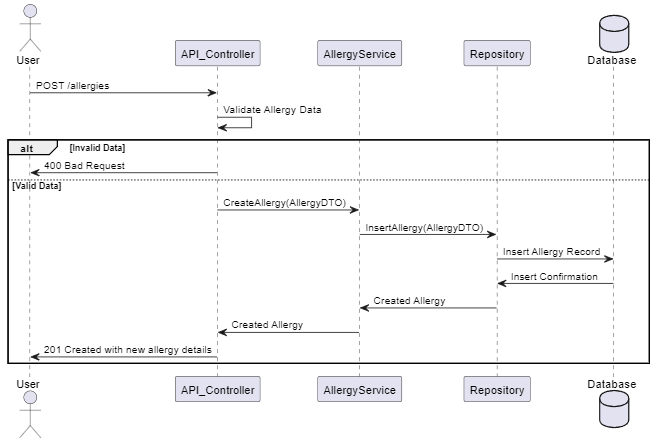 User
API_Controller
AllergyService
Repository
Database
POST /allergies
Validate Allergy Data
alt
[Invalid Data]
400 Bad Request
[Valid Data]
CreateAllergy(AllergyDTO)
InsertAllergy(AllergyDTO)
Insert Allergy Record
Insert Confirmation
Created Allergy
Created Allergy
201 Created with new allergy details
User
API_Controller
AllergyService
Repository
Database